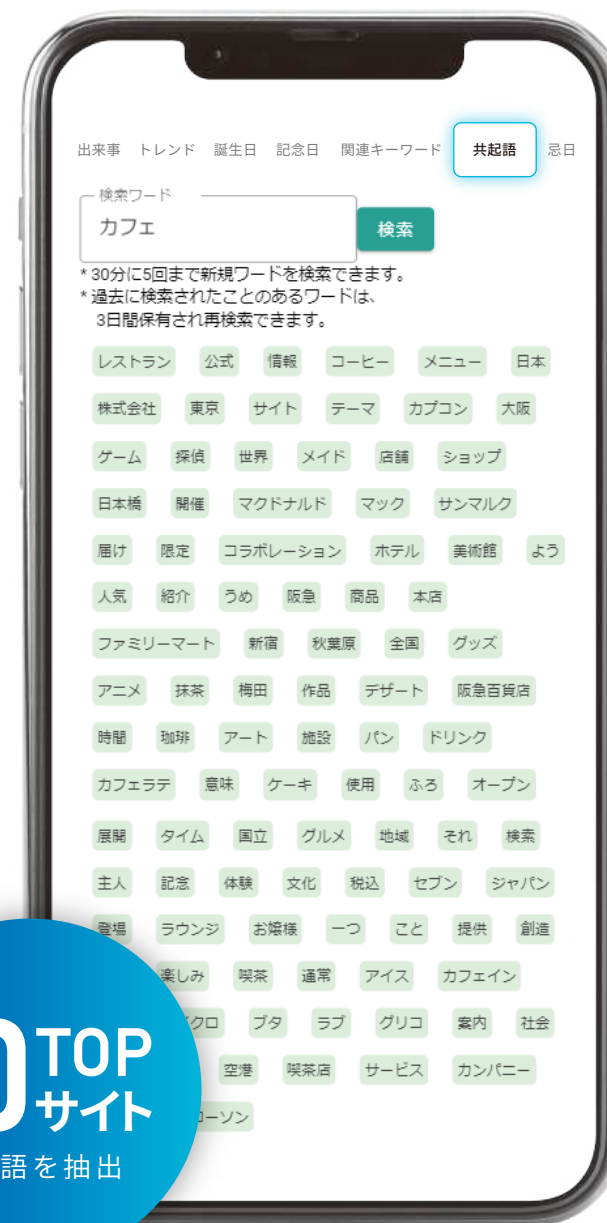 出来事 トレンド 誕生日 記念日 関連キーワード 共起語 忌日
検索ワード
カフェ 検索
* 30分に5回まで新規ワードを検索できます。
* 過去に検索されたことのあるワードは、
3日間保有され再検索できます。
レストラン 公式 情報 コーヒー メニュー 日本
株式会社 東京 サイト テーマ カプコン 大阪
ゲーム 探偵 世界 メイド 店舗 ショップ
日本橋 開催 マクドナルド マック サンマルク
届け 限定 コラボレーション ホテル 美術館 よう
人気 紹介 うめ 阪急 商品 本店
ファミリーマート 新宿 秋葉原 全国 グッズ
アニメ 抹茶 梅田 作品 デザート 阪急百貨店
時間 珈琲 アート 施設 パン ドリンク
カフェラテ 意味 ケーキ 使用 ふろ オープン
展開 タイム 国立 グルメ 地域 それ 検索
主人 記念 体験 文化 税込 セブン ジャパン
登場 ラウンジ お嬢様 一つ こと 提供 創造
楽しみ 喫茶 通常 アイス カフェイン
クロ ブタ ラブ グリコ 案内 社会
空港 喫茶店 サービス カンパニー
ローソン
0 TOP
サイト
語を抽出